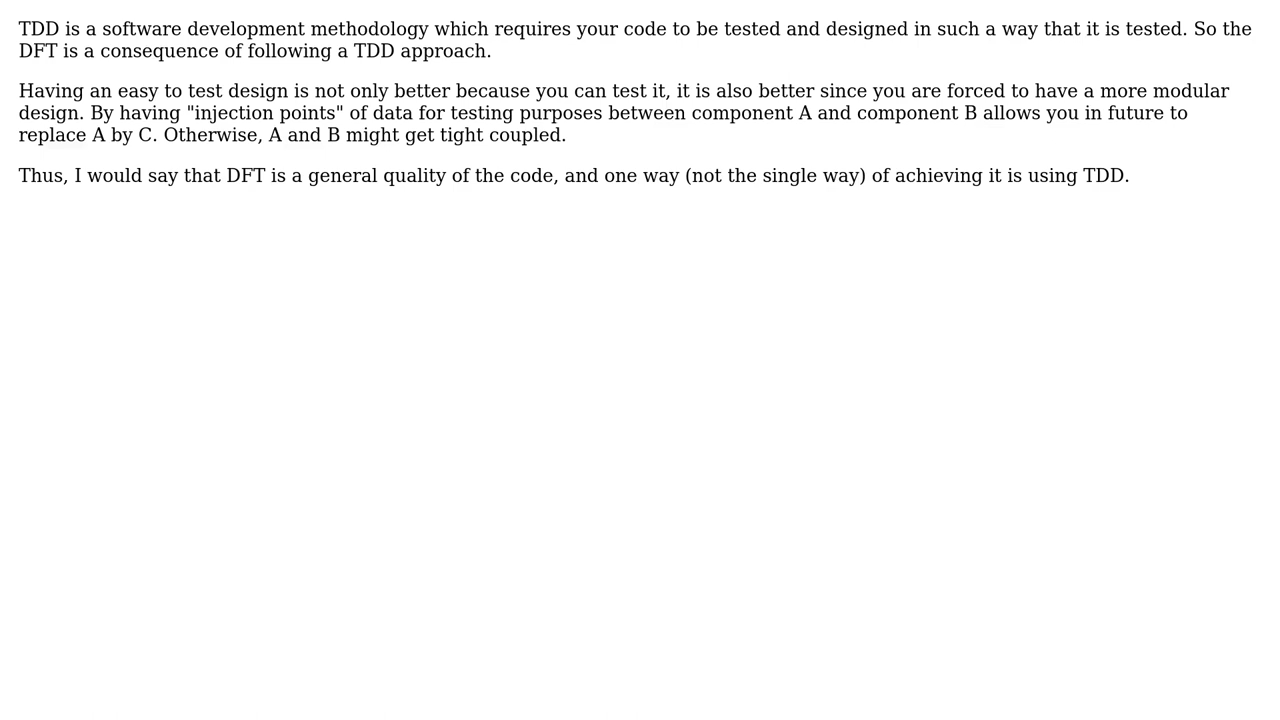 TDD is a software development methodology which requires your code to be tested and designed in such a way that it is tested. So the
DFT is a consequence of following a TDD approach.
Having an easy to test design is not only better because you can test it, it is also better since you are forced to have a more modular
design. By having "injection points" of data for testing purposes between component A and component B allows you in future to
replace A by C. Otherwise, A and B might get tight coupled.
Thus, I would say that DFT is a general quality of the code, and one way (not the single way) of achieving it is using TDD.